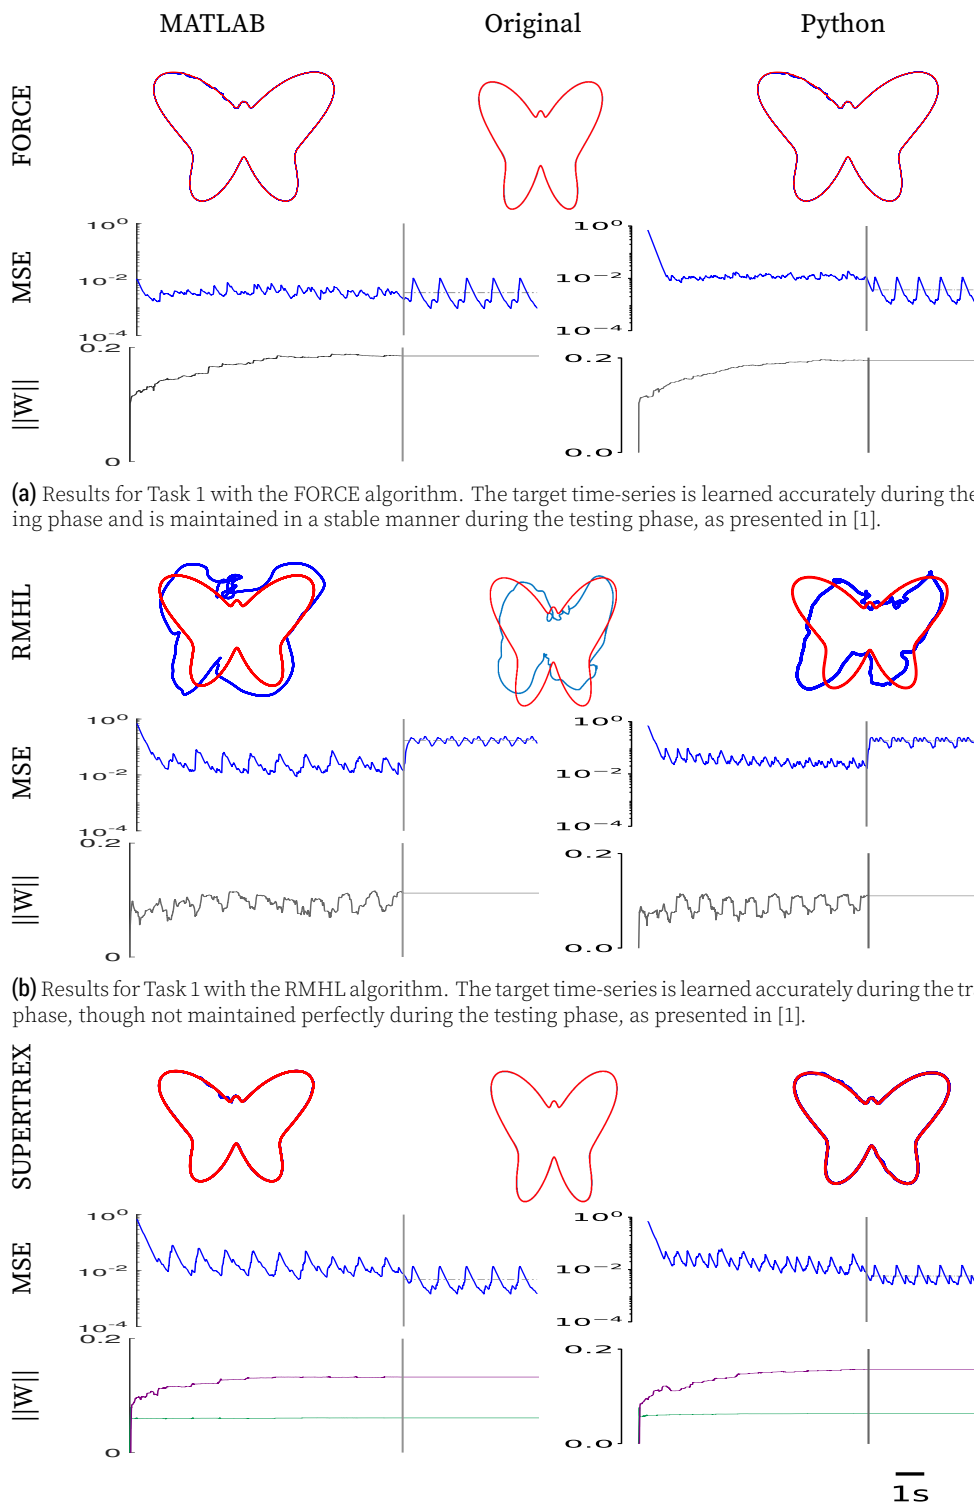 MATLAB Original Python
FORCE
MSE
10⁰
10⁻²
10⁻⁴
10⁰
10⁻²
10⁻⁴
||W||
0.2
0
0.2
0.0
(a) Results for Task 1 with the FORCE algorithm. The target time-series is learned accurately during the
ing phase and is maintained in a stable manner during the testing phase, as presented in [1].
RMHL
MSE
10⁰
10⁻²
10⁻⁴
10⁰
10⁻²
10⁻⁴
||W||
0.2
0
0.2
0.0
(b) Results for Task 1 with the RMHL algorithm. The target time-series is learned accurately during the tr
phase, though not maintained perfectly during the testing phase, as presented in [1].
SUPERTREX
MSE
10⁰
10⁻²
10⁻⁴
10⁰
10⁻²
10⁻⁴
||W||
0.2
0
0.2
0.0
1s